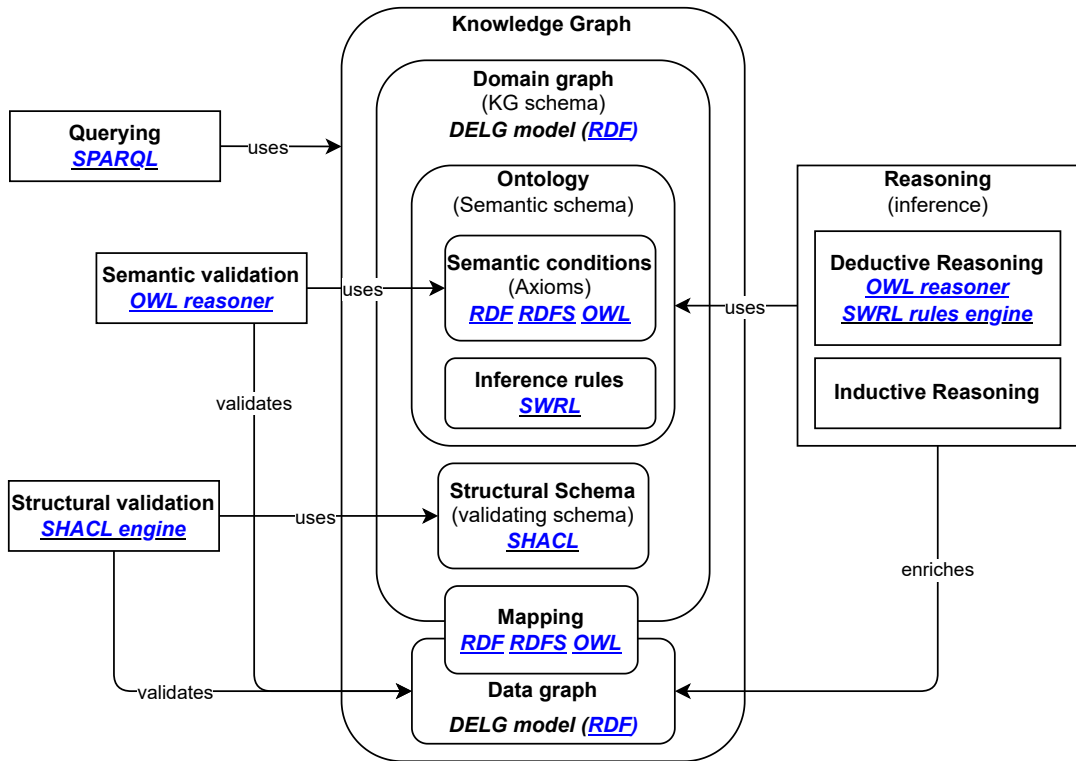 Knowledge Graph
Domain graph
(KG schema)
DELG model (RDF)
Querying
SPARQL
uses
Ontology
(Semantic schema)
Reasoning
(inference)
Semantic conditions
(Axioms)
RDF RDFS OWL
Semantic validation
OWL reasoner
uses
Deductive Reasoning
OWL reasoner
SWRL rules engine
uses
Inference rules
SWRL
Inductive Reasoning
validates
Structural Schema
(validating schema)
SHACL
Structural validation
SHACL engine
uses
enriches
Mapping
RDF RDFS OWL
validates
Data graph
DELG model (RDF)